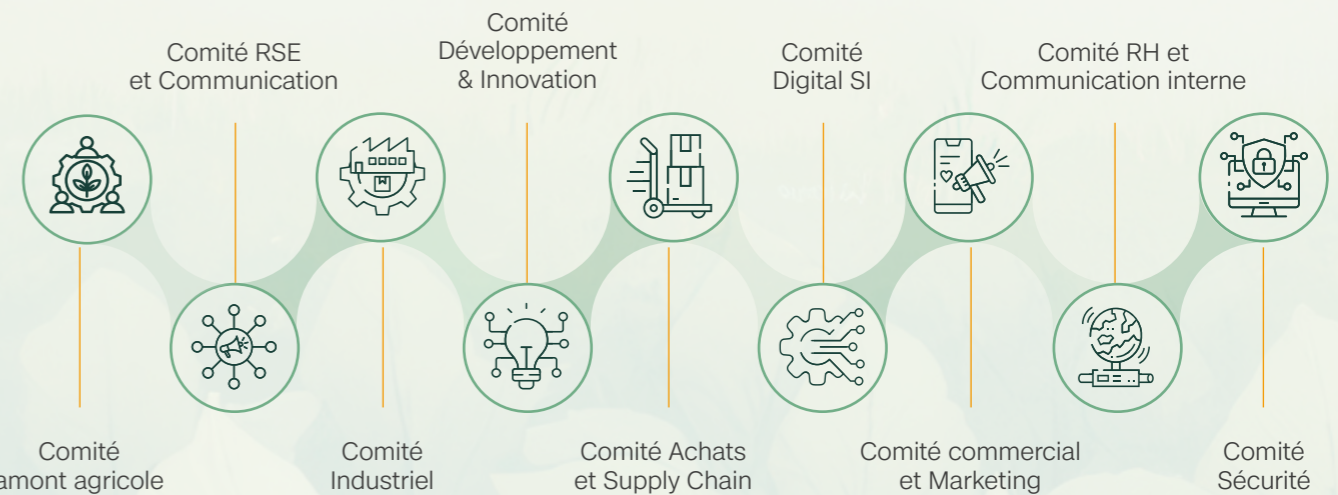 Comité RSE
et Communication
Comité
Développement
& Innovation
Comité
Digital SI
Comité RH et
Communication interne
Comité
amont agricole
Comité
Industriel
Comité Achats
et Supply Chain
Comité commercial
et Marketing
Comité
Sécurité